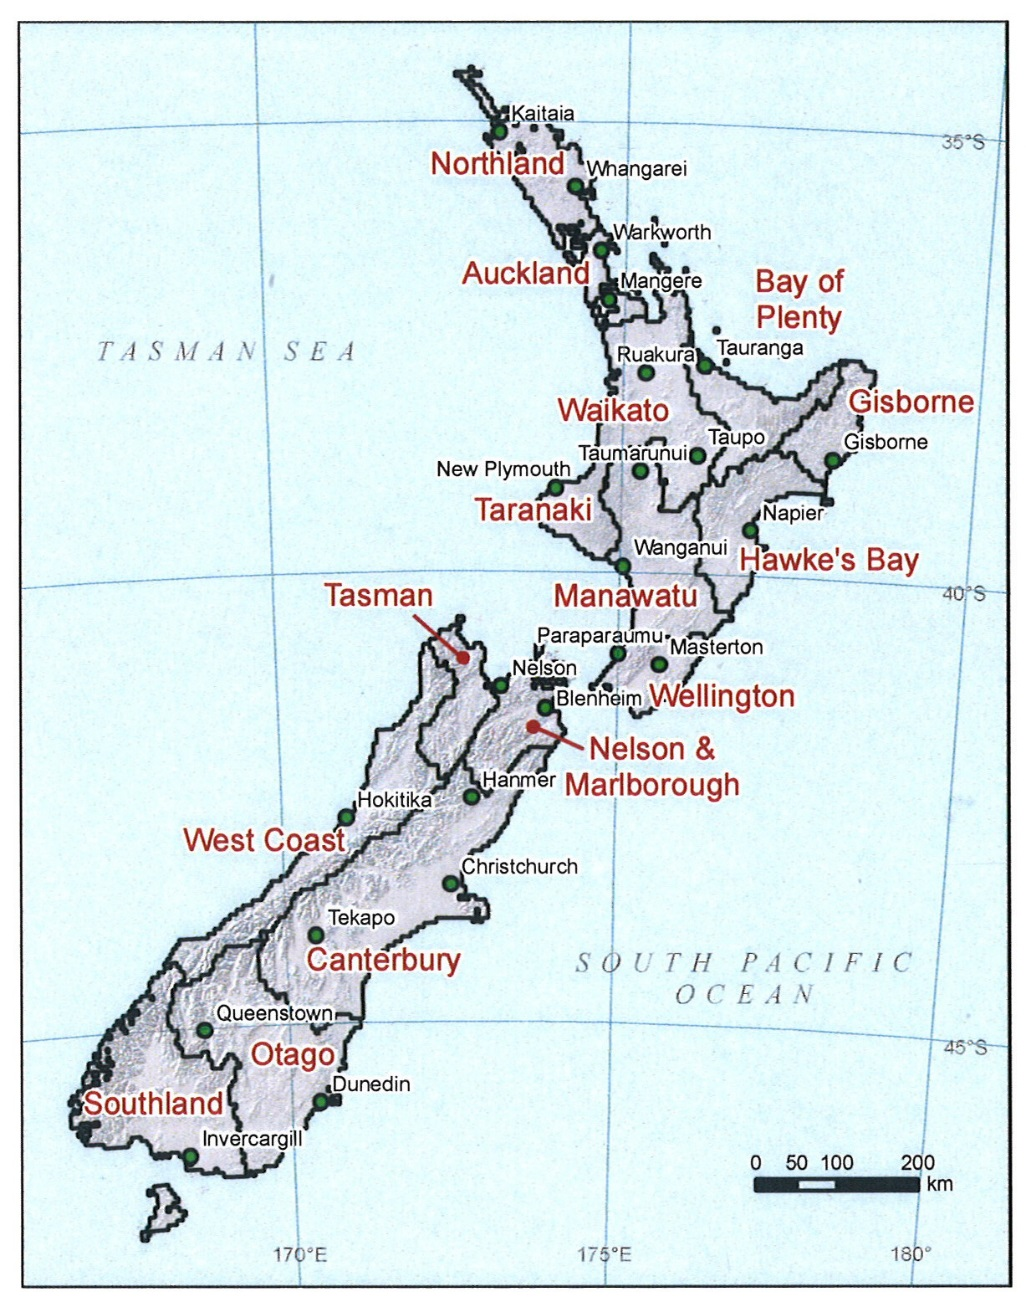 Kaitaia
35°S
Northland
Whangarei
Warkworth
Auckland
Mangere
Bay of
Plenty
TASMAN SEA
Ruakura
Tauranga
Waikato
Gisborne
Taupo
Gisborne
Taumarunui
New Plymouth
Taranaki
Napier
Wanganui
Hawke's Bay
Tasman
Manawatu
40°S
Paraparaumu
Masterton
Nelson
Blenheim
Wellington
Nelson &
Marlborough
Hanmer
Hokitika
West Coast
Christchurch
Tekapo
Canterbury
SOUTH PACIFIC
OCEAN
Queenstown
Otago
45°S
Dunedin
Southland
Invercargill
0 50 100 200
km
170°E
175°E
180°